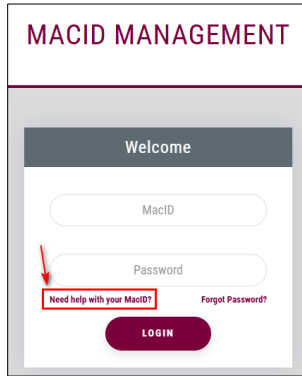 MACID MANAGEMENT
Welcome
MacID
Password
Need help with your MacID? Forgot Password?
LOGIN